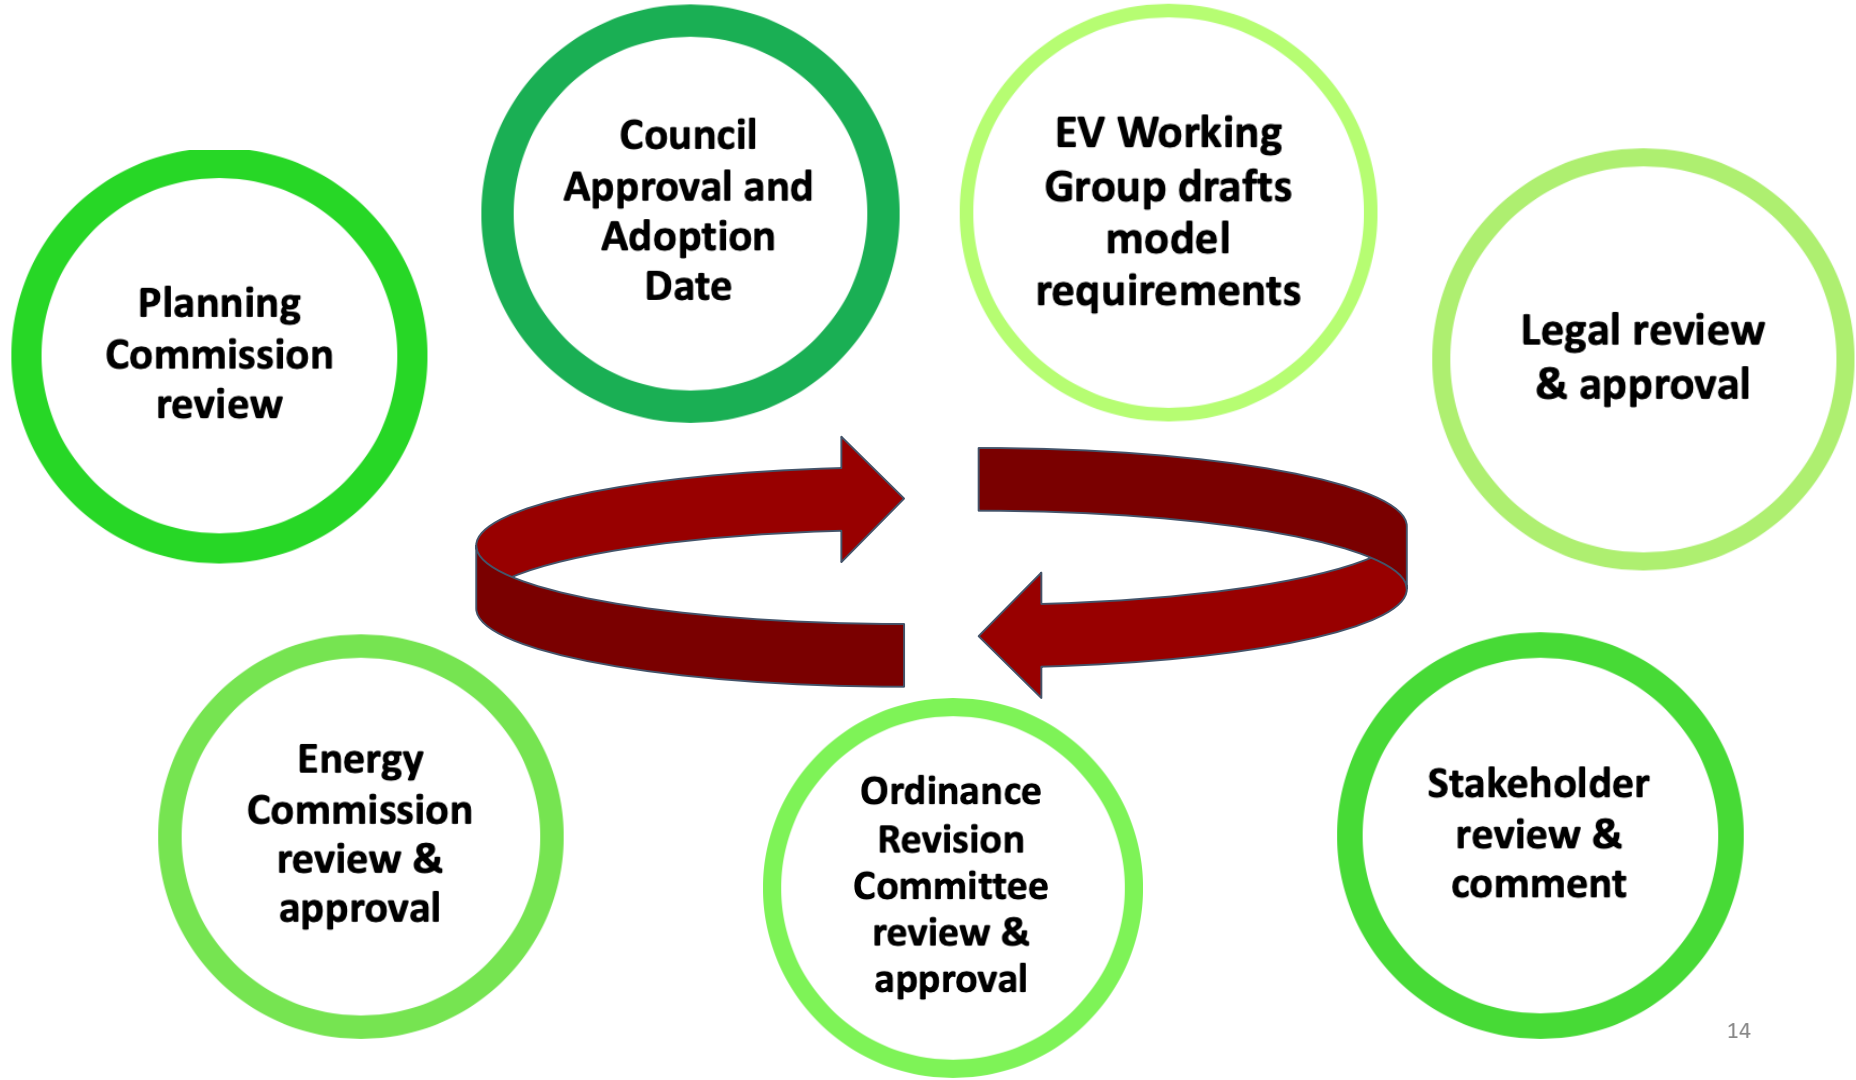 Council
Approval and
Adoption
Date
EV Working
Group drafts
model
requirements
Planning
Commission
review
Legal review
& approval
Energy
Commission
review &
approval
Ordinance
Revision
Committee
review &
approval
Stakeholder
review &
comment
14